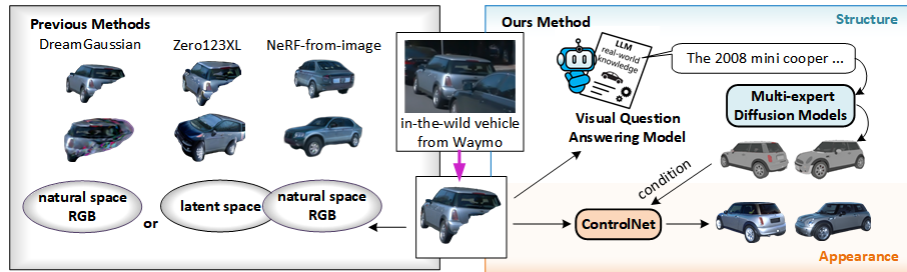 Previous Methods
DreamGaussian
Zero123XL
NeRF-from-image
natural space
RGB
or
latent space
natural space
RGB
in-the-wild vehicle
from Waymo
Ours Method
Structure
LLM
real-world
knowledge
The 2008 mini cooper ...
Visual Question
Answering Model
Multi-expert
Diffusion Models
condition
ControlNet
Appearance